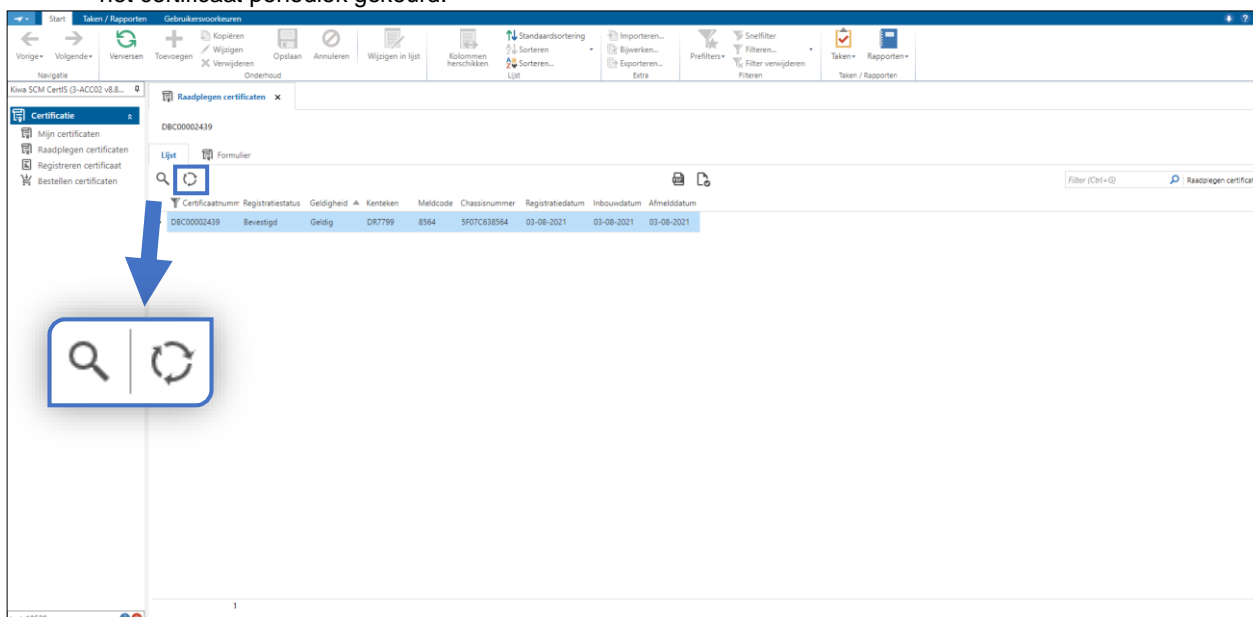 het certificaat periodiek gekeurd.
Start Taken / Rapporten Gebruikersvoorkeuren
Vorige Volgende Verversen Toevoegen Kopiëren Wijzigen Verwijderen Opslaan Annuleren Wijzigen in lijst Kolommen herschikken Standaardsortering Sorteren Sorteren... Importeren... Bijwerken... Exporteren... Prefilters Snelfilter Filteren... Filter verwijderen Taken Rapporten
Navigatie Onderhoud Lijst Extra Filteren Taken / Rapporten
Kiwa SCM CertIS (3-ACC02 v8.8... Raadplegen certificaten x
Certificatie
Mijn certificaten
Raadplegen certificaten
Registreren certificaat
Bestellen certificaten
DBC00002439
Lijst Formulier
Filter (Ctrl+G) Raadplegen certificat
Certificaatnumm Registratiestatus Geldigheid Kenteken Meldcode Chassisnummer Registratiedatum Inbouwdatum Afmelddatum
DBC00002439 Bevestigd Geldig DR7799 8564 5F07C638564 03-08-2021 03-08-2021 03-08-2021
1